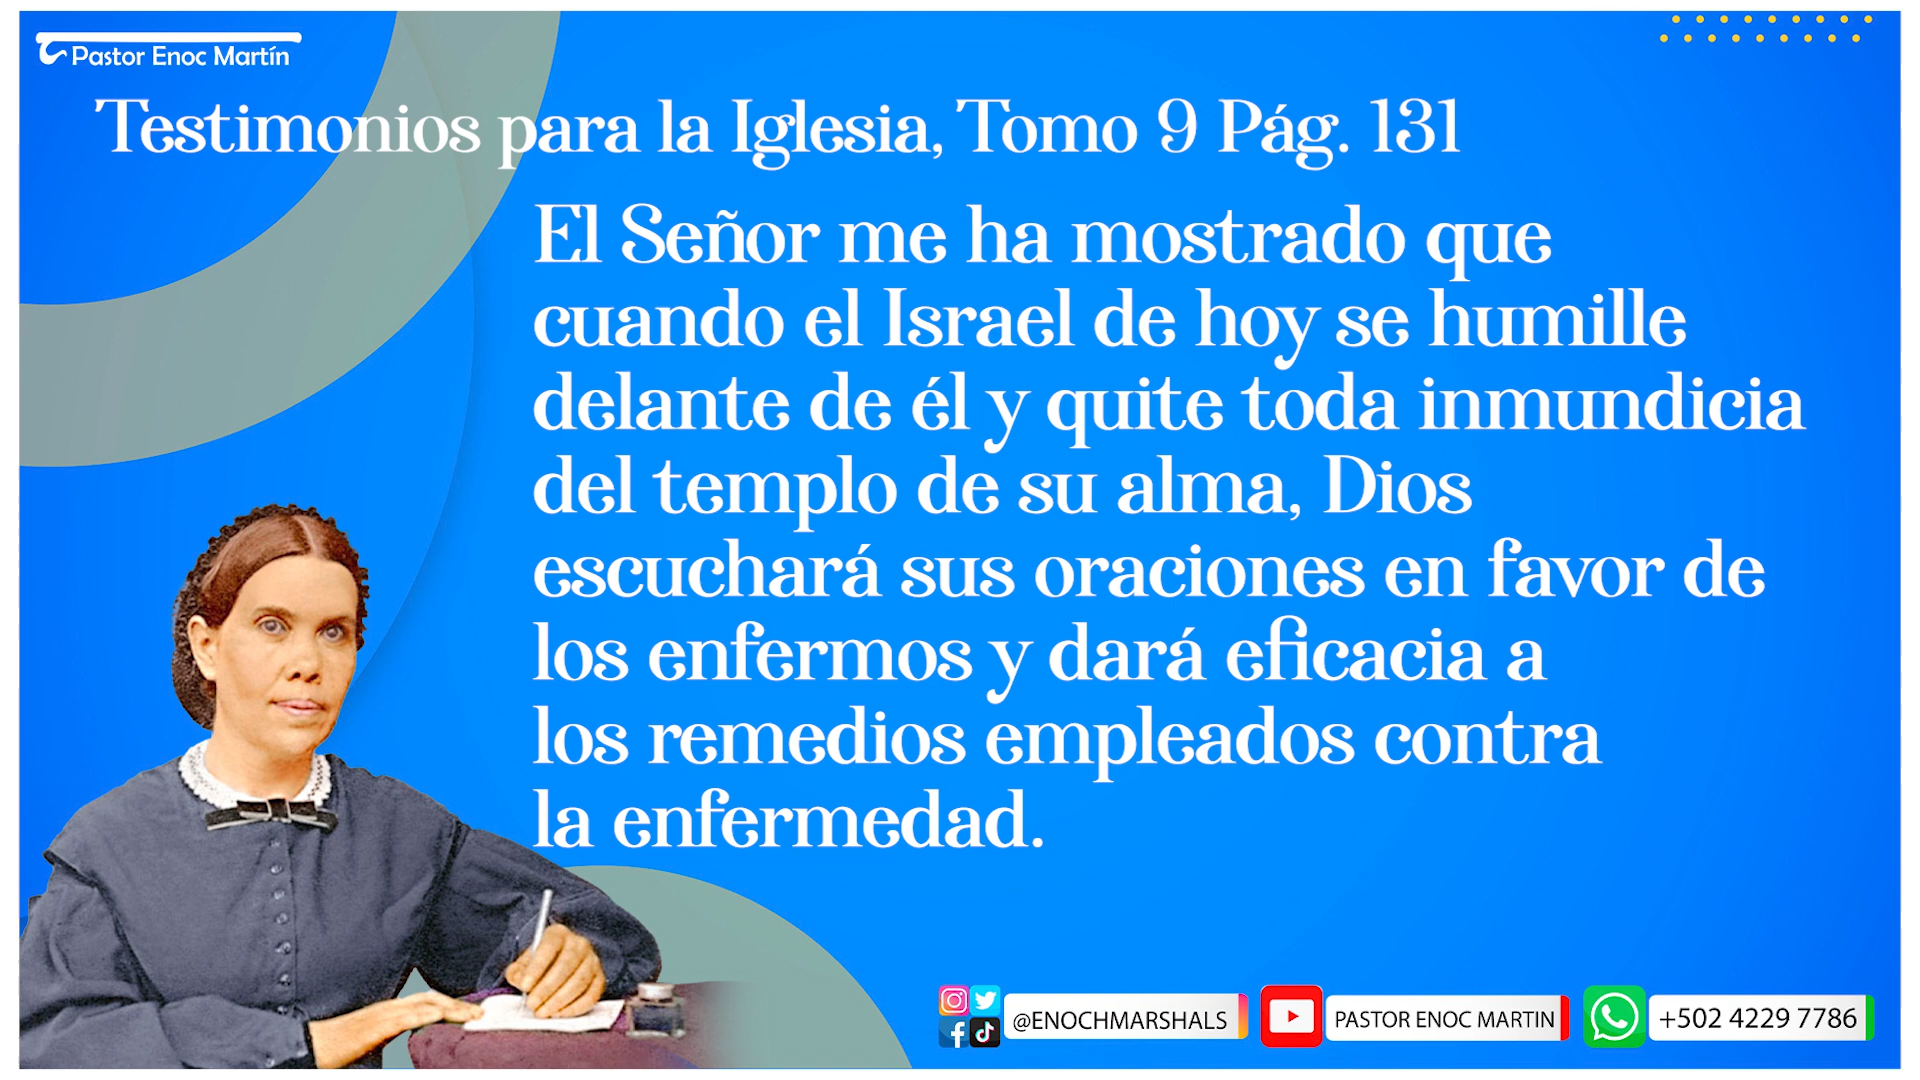 Pastor Enoc Martín
Testimonios para la Iglesia, Tomo 9 Pág. 131
El Señor me ha mostrado que
cuando el Israel de hoy se humille
delante de él y quite toda inmundicia
del templo de su alma, Dios
escuchará sus oraciones en favor de
los enfermos y dará eficacia a
los remedios empleados contra
la enfermedad.
@ENOCHMARSHALS
PASTOR ENOC MARTIN
+502 4229 7786